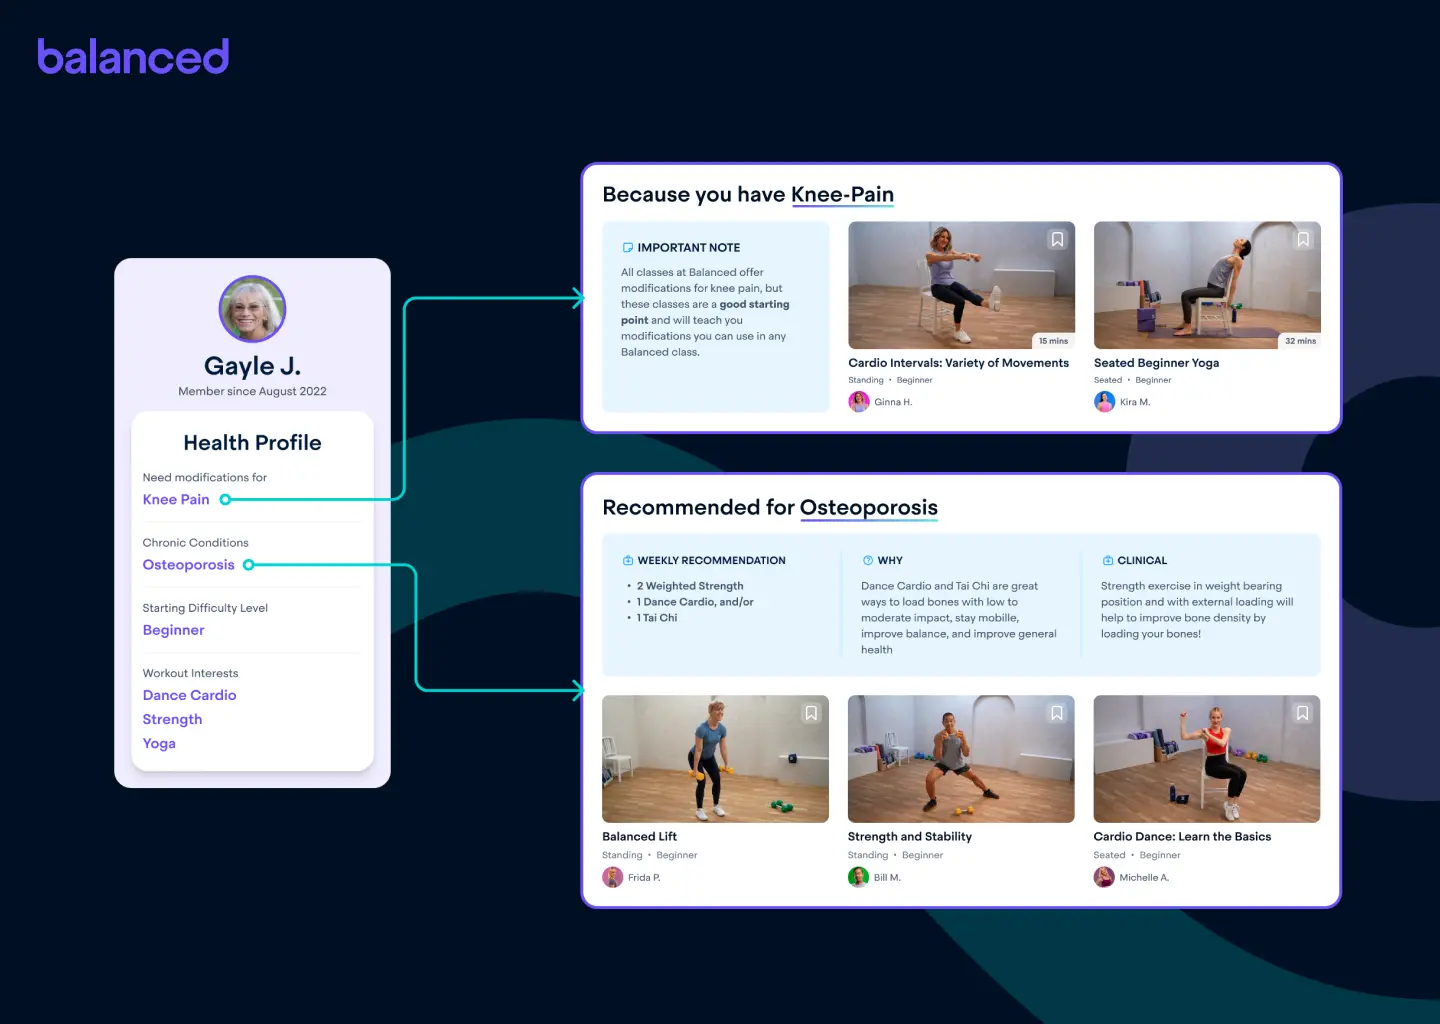 balanced
Gayle J.
Member since August 2022
Health Profile
Need modifications for
Knee Pain
Chronic Conditions
Osteoporosis
Starting Difficulty Level
Beginner
Workout Interests
Dance Cardio
Strength
Yoga
Because you have Knee-Pain
IMPORTANT NOTE
All classes at Balanced offer
modifications for knee pain, but
these classes are a good starting
point and will teach you
modifications you can use in any
Balanced class.
15 mins
Cardio Intervals: Variety of Movements
Standing • Beginner
Ginna H.
32 mins
Seated Beginner Yoga
Seated • Beginner
Kira M.
Recommended for Osteoporosis
WEEKLY RECOMMENDATION
• 2 Weighted Strength
• 1 Dance Cardio, and/or
• 1 Tai Chi
WHY
Dance Cardio and Tai Chi are great
ways to load bones with low to
moderate impact, stay mobille,
improve balance, and improve general
health
CLINICAL
Strength exercise in weight bearing
position and with external loading will
help to improve bone density by
loading your bones!
Balanced Lift
Standing • Beginner
Frida P.
Strength and Stability
Standing • Beginner
Bill M.
Cardio Dance: Learn the Basics
Seated • Beginner
Michelle A.